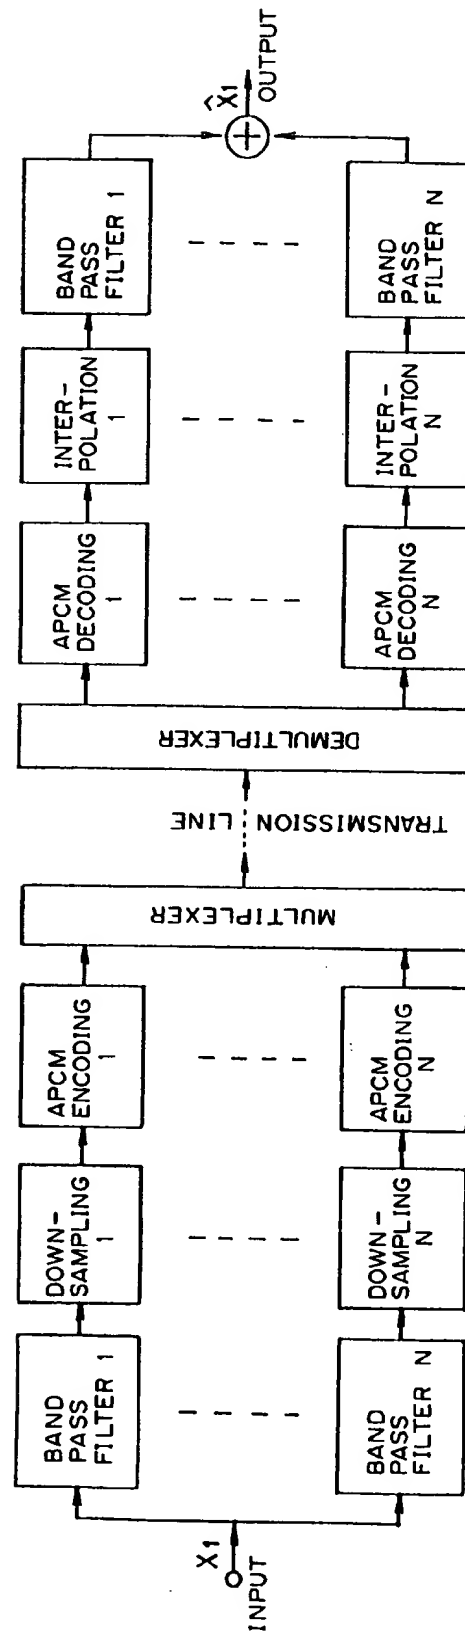 X1
INPUT
BAND
PASS
FILTER 1
DOWN-
SAMPLING
1
APCM
ENCODING
1
BAND
PASS
FILTER N
DOWN-
SAMPLING
N
APCM
ENCODING
N
MULTIPLEXER
TRANSMISSION LINE
DEMULTIPLEXER
APCM
DECODING
1
INTER-
POLATION
1
BAND
PASS
FILTER 1
APCM
DECODING
N
INTER-
POLATION
N
BAND
PASS
FILTER N
+
X̂1
OUTPUT